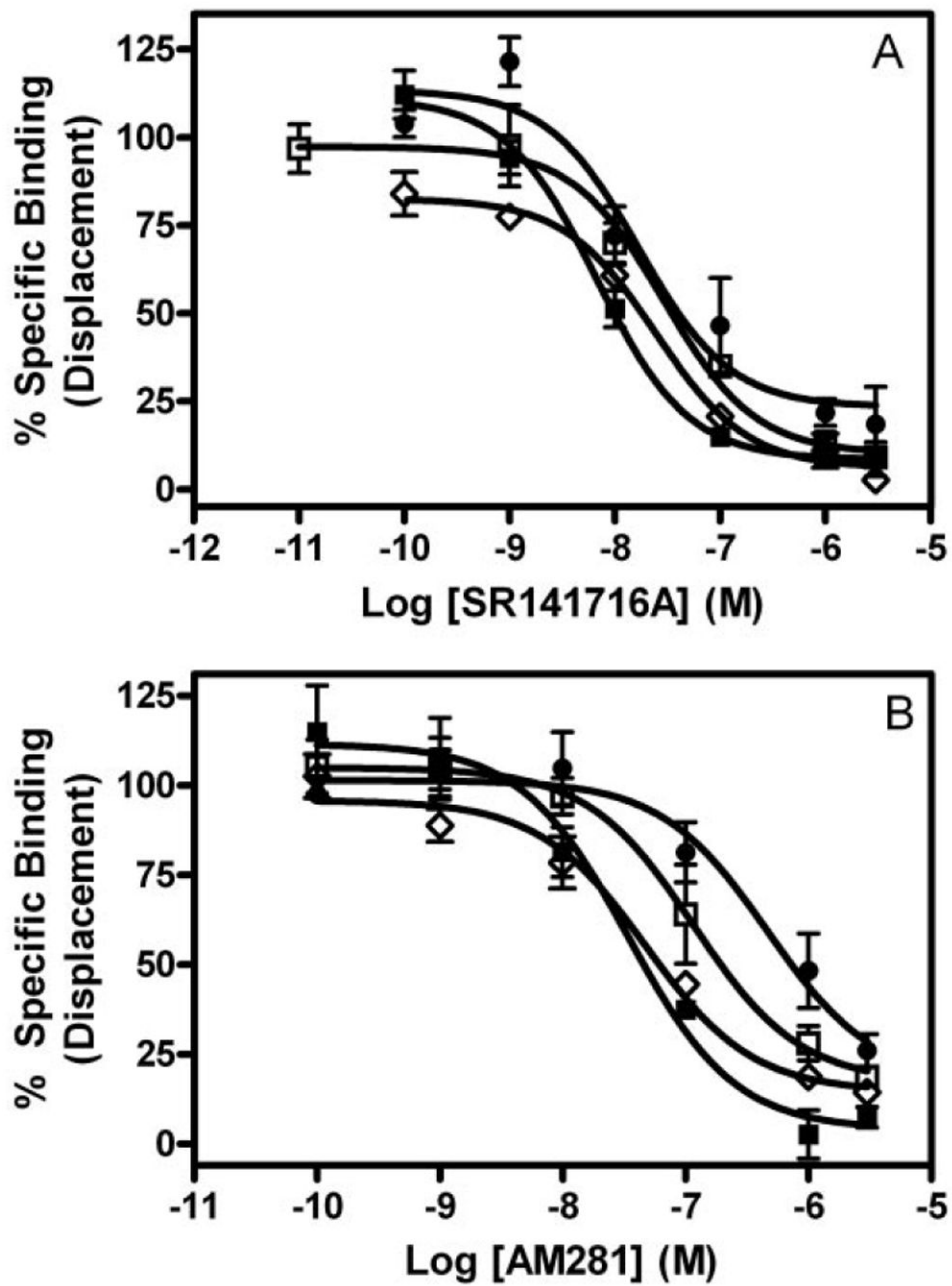 A
% Specific Binding
(Displacement)
125
100
75
50
25
0
-12 -11 -10 -9 -8 -7 -6 -5
Log [SR141716A] (M)
B
% Specific Binding
(Displacement)
125
100
75
50
25
0
-11 -10 -9 -8 -7 -6 -5
Log [AM281] (M)